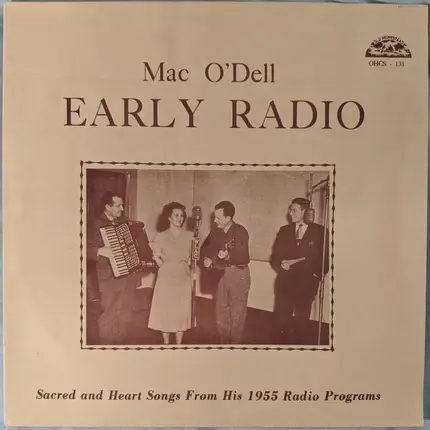 Mac O'Dell
EARLY RADIO
OHCS - 131
Sacred and Heart Songs From His 1955 Radio Programs